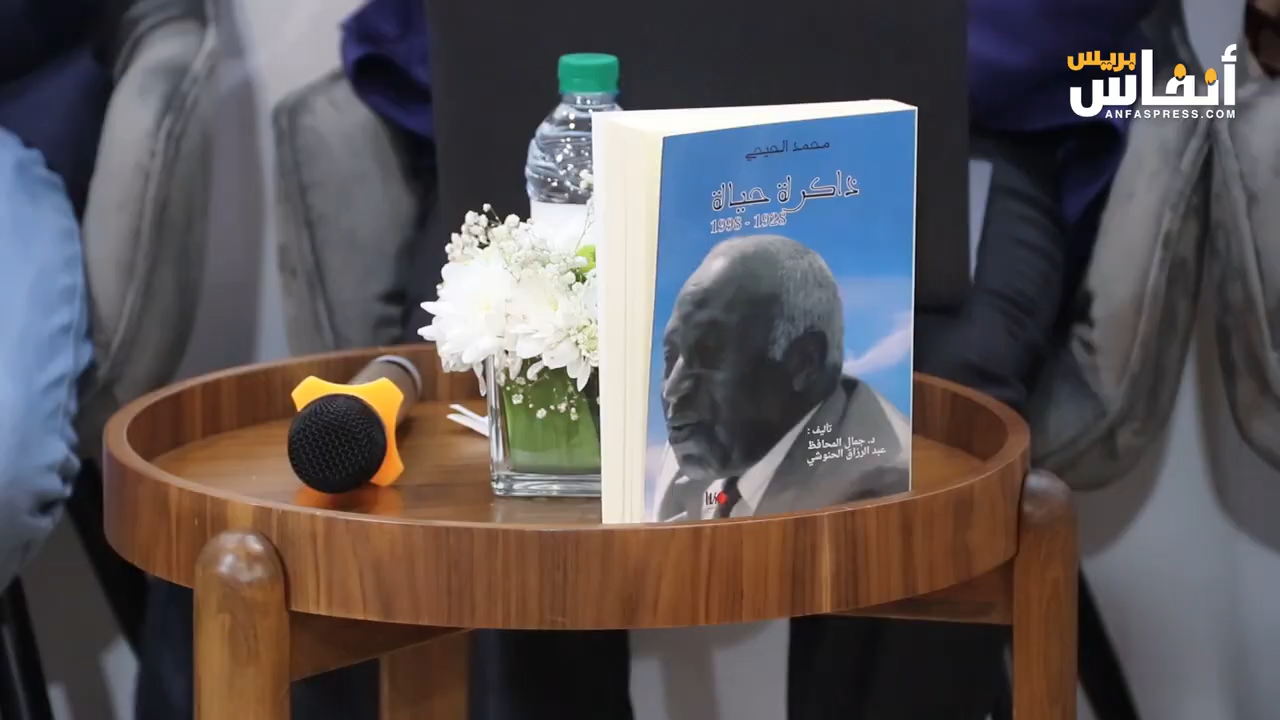 محمد الحيحي
ذاكرة حياة
1998 - 1928
تأليف :
د. جمال المحافظ
عبد الرزاق الحنوشي
أنفاس بريس
ANFASPRESS.COM